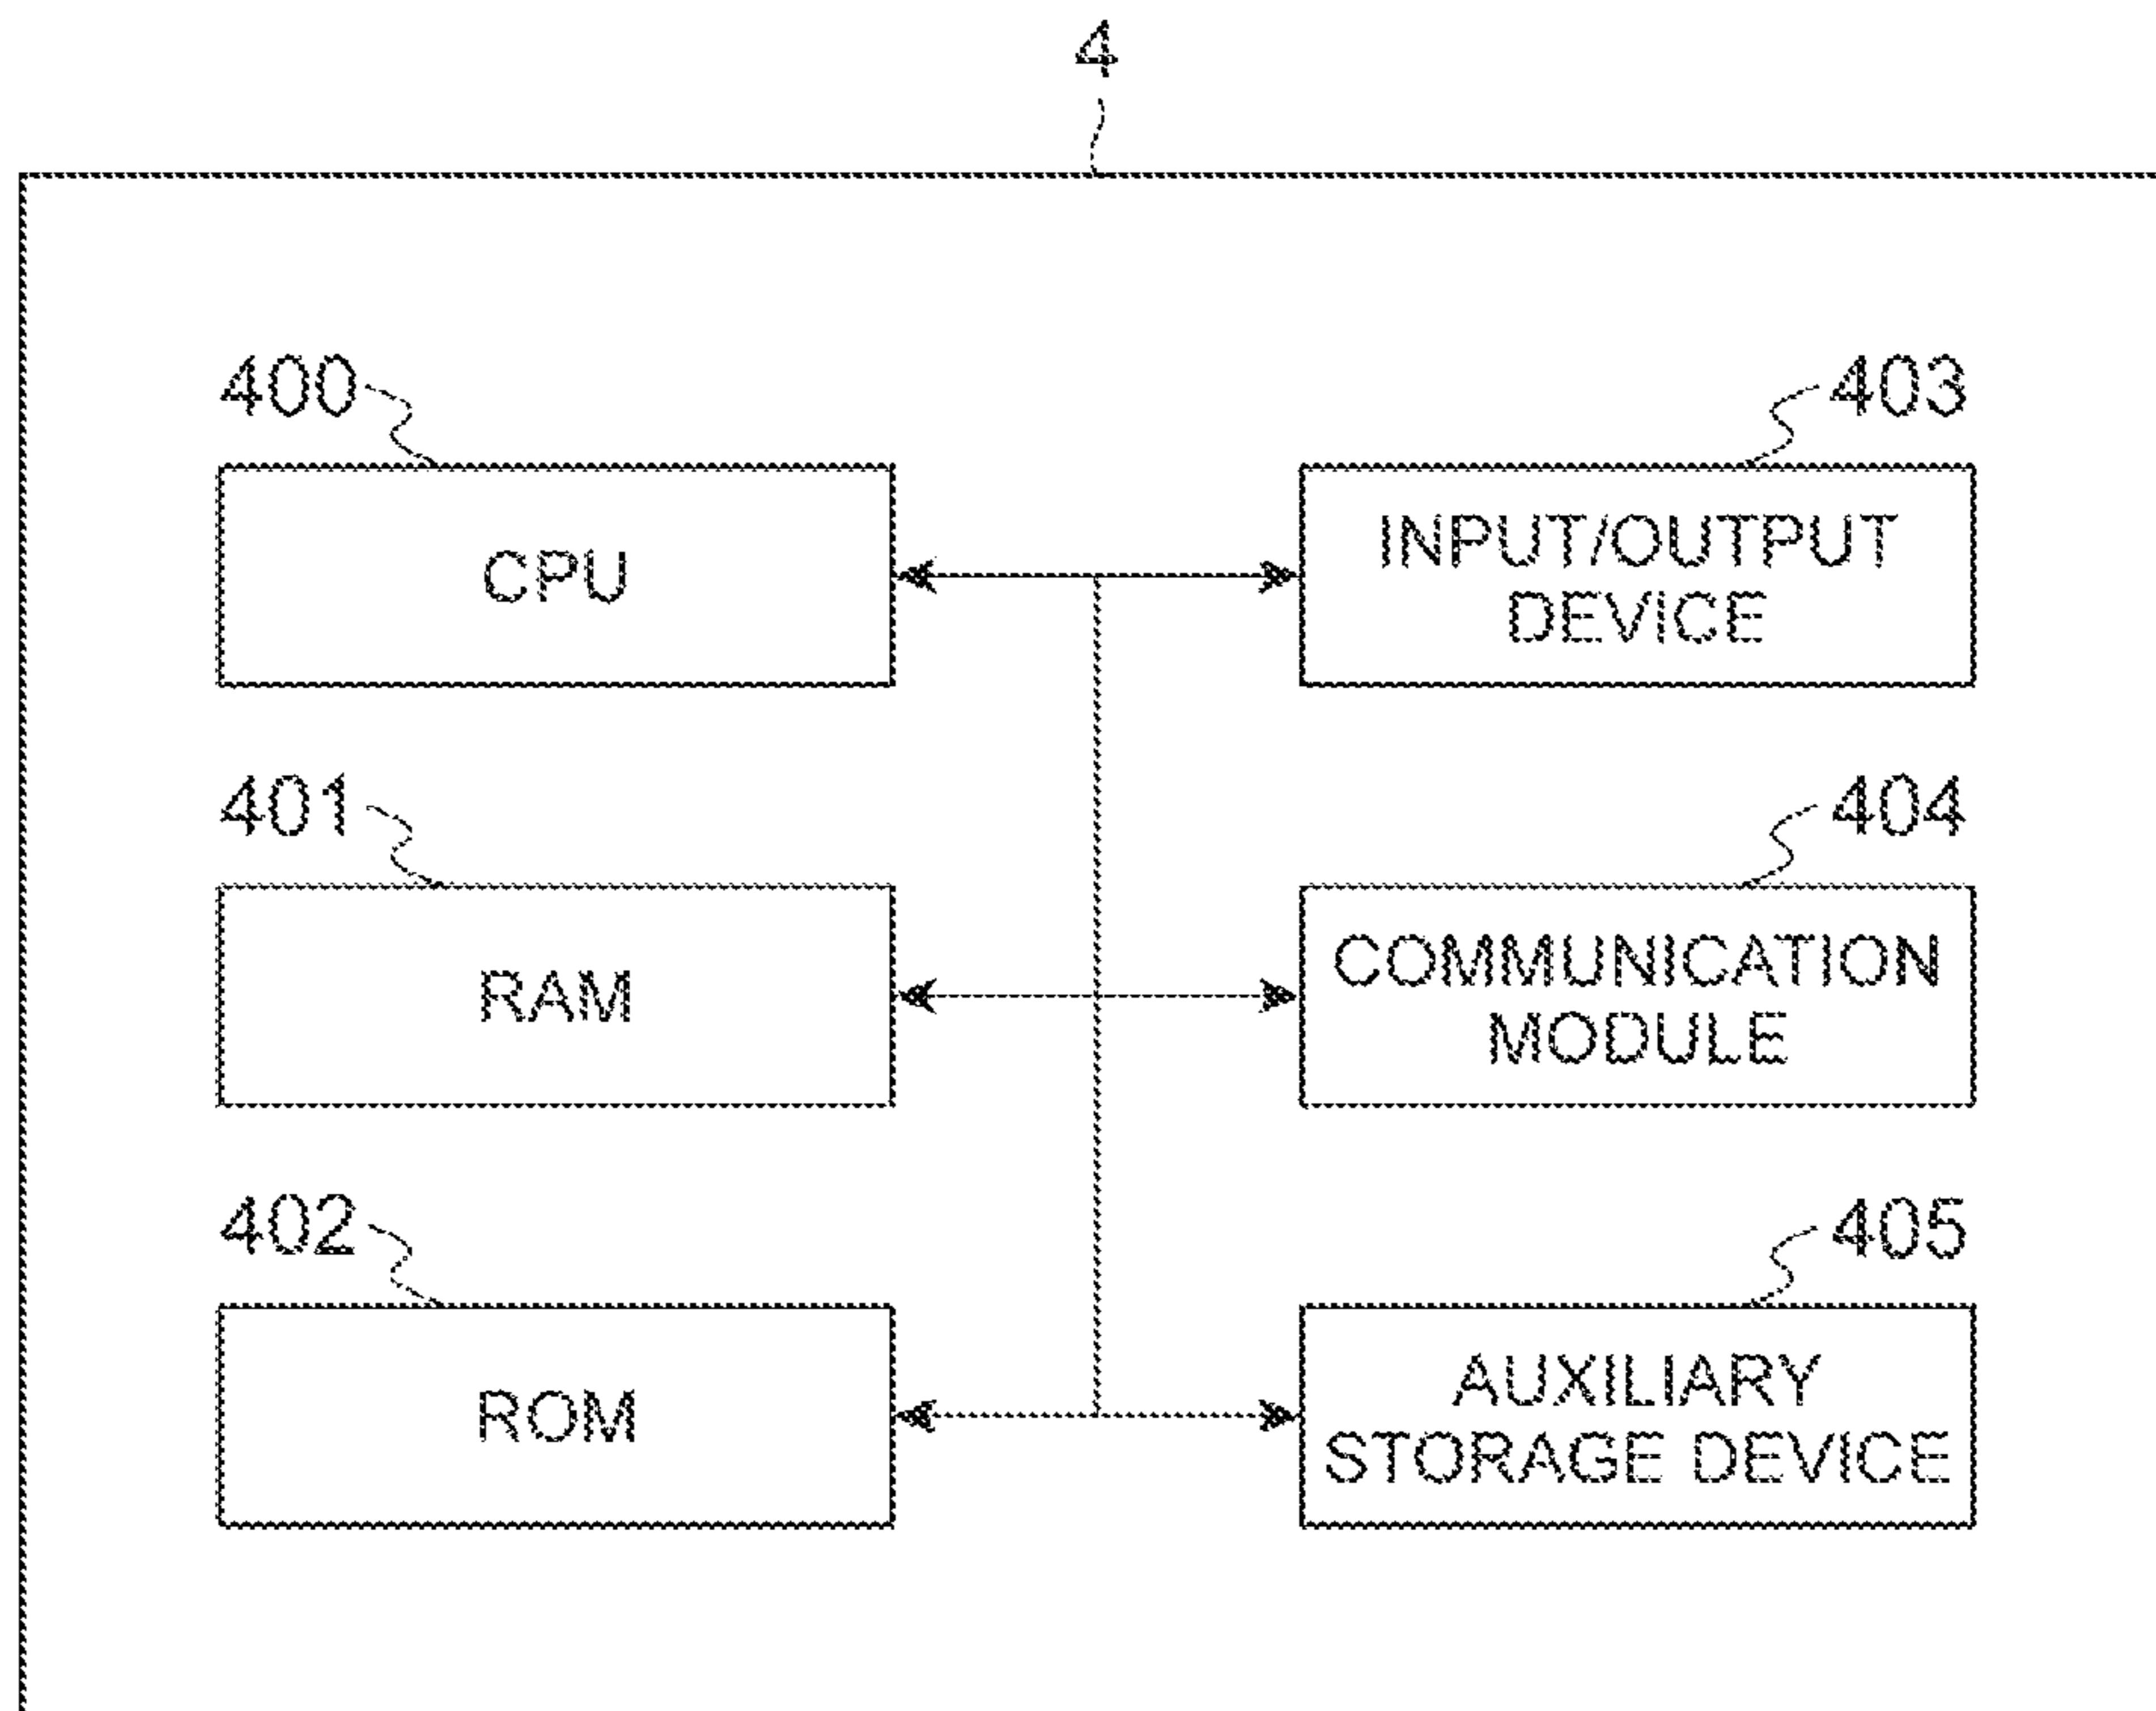 4
400
403
CPU
INPUT/OUTPUT
DEVICE
401
404
RAM
COMMUNICATION
MODULE
402
405
ROM
AUXILIARY
STORAGE DEVICE